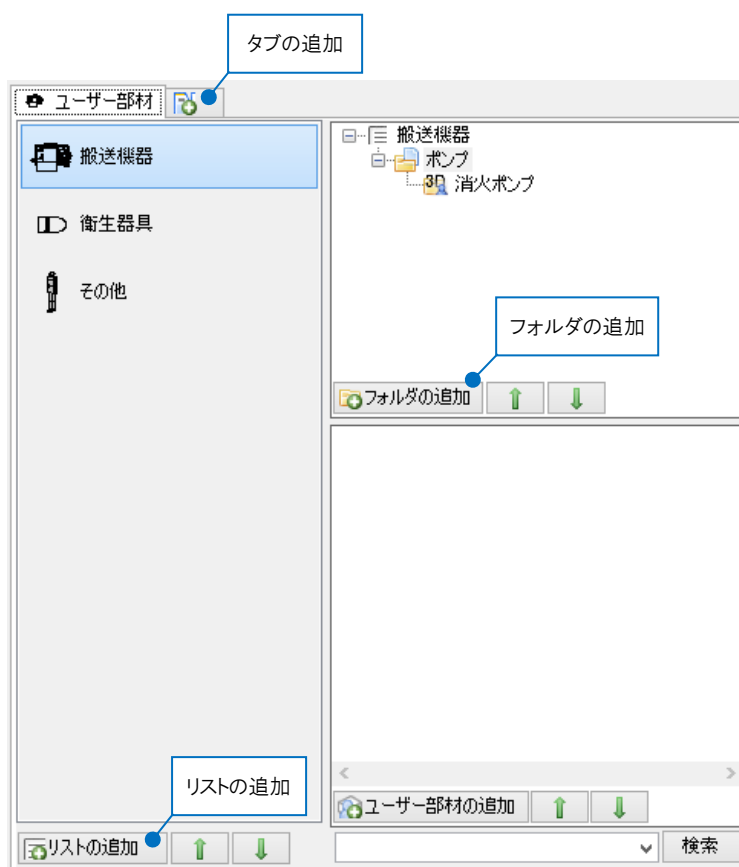 タブの追加
ユーザー部材
搬送機器
衛生器具
その他
搬送機器
ポンプ
3D 消火ポンプ
フォルダの追加
フォルダの追加
リストの追加
ユーザー部材の追加
リストの追加
検索